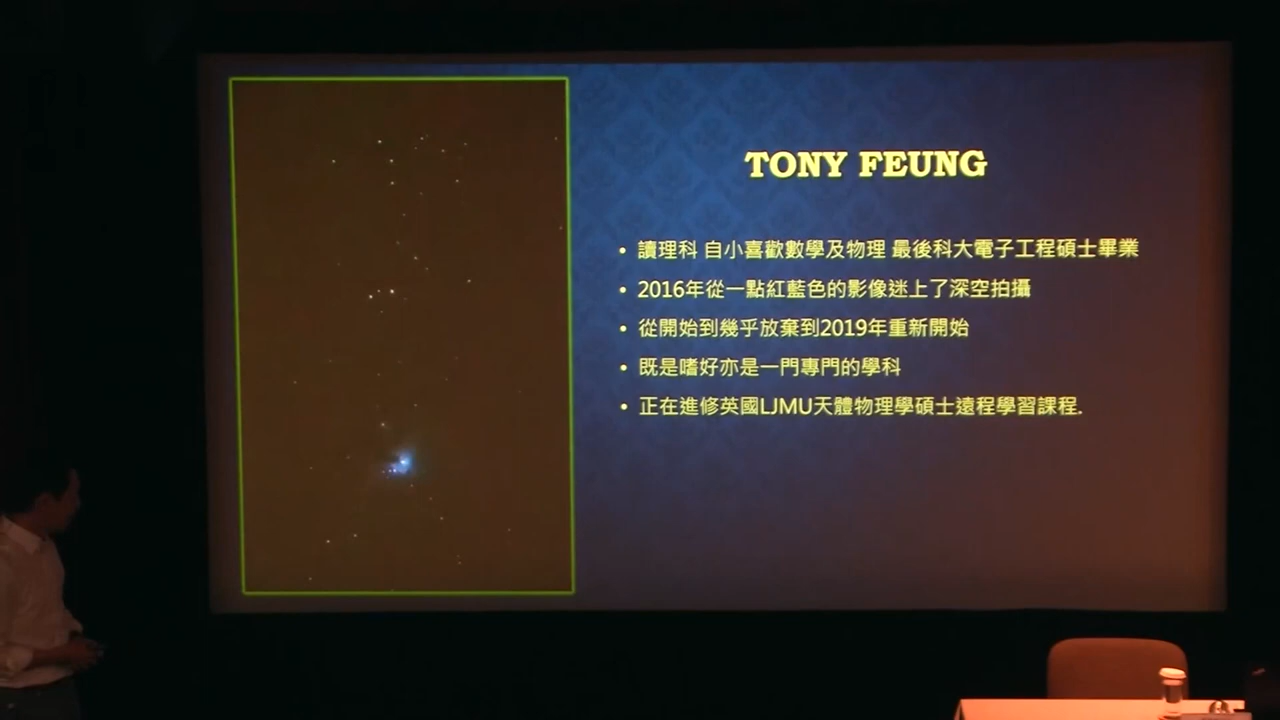 TONY FEUNG
• 讀理科 自小喜歡數學及物理 最後科大電子工程碩士畢業
• 2016年從一點紅藍色的影像迷上了深空拍攝
• 從開始到幾乎放棄到2019年重新開始
• 既是嗜好亦是一門專門的學科
• 正在進修英國LJMU天體物理學碩士遠程學習課程.